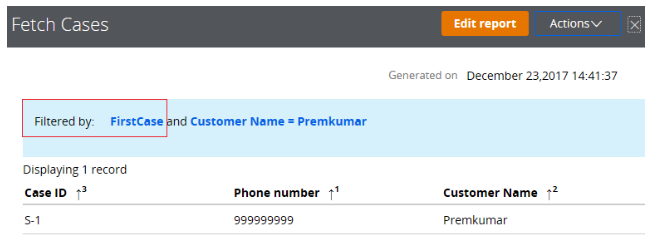 Fetch Cases Edit report Actions
Generated on December 23,2017 14:41:37
Filtered by: FirstCase and Customer Name = Premkumar
Displaying 1 record
Case ID ↑3 Phone number ↑1 Customer Name ↑2
S-1 999999999 Premkumar